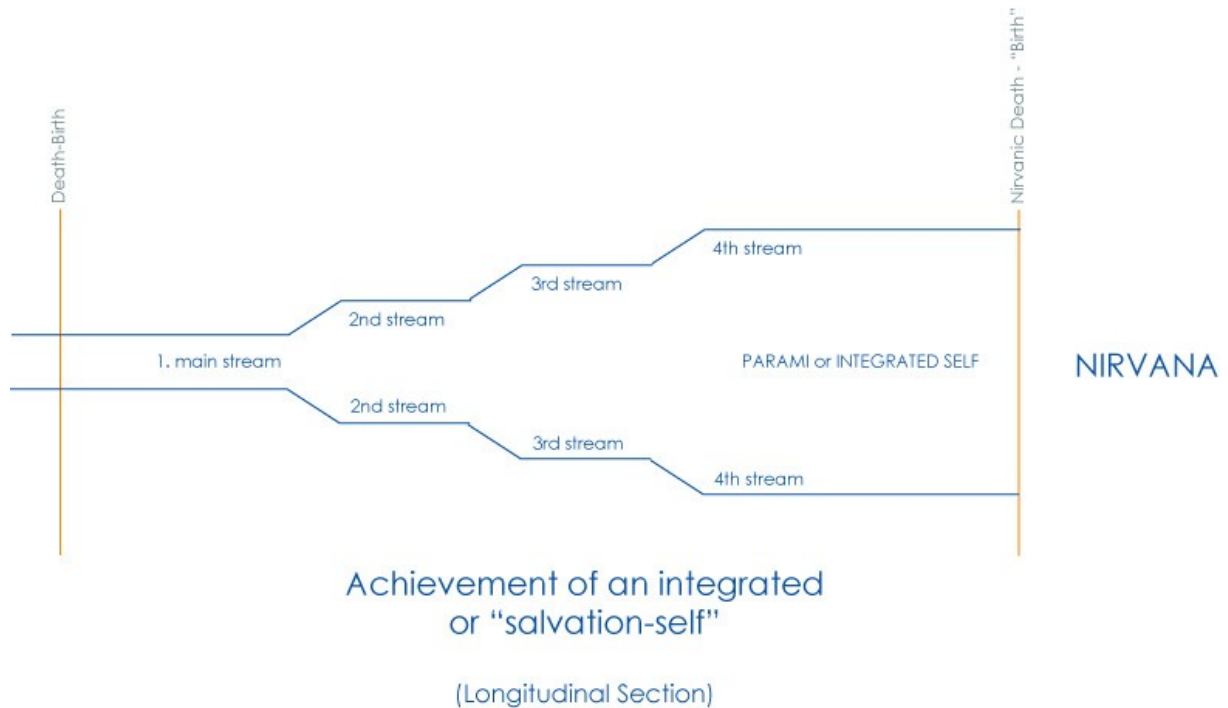 Death-Birth
Nirvanic Death - "Birth"
4th stream
3rd stream
2nd stream
1. main stream
PARAMI or INTEGRATED SELF
NIRVANA
2nd stream
3rd stream
4th stream
Achievement of an integrated
or “salvation-self”
(Longitudinal Section)